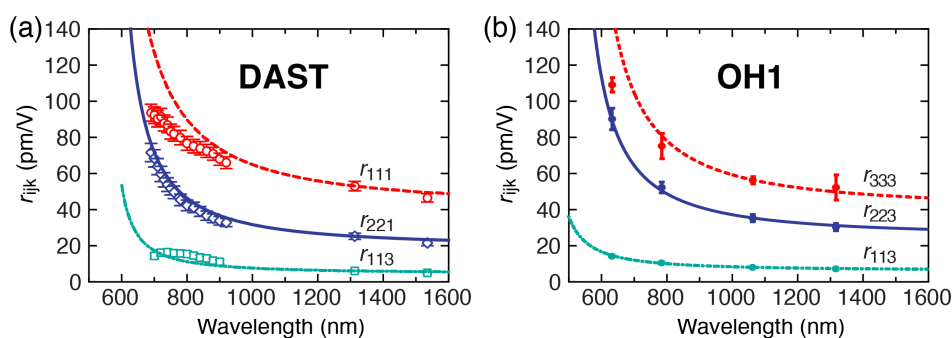 (a)
DAST
r_ijk (pm/V)
140
120
100
80
60
40
20
0
r_111
r_221
r_113
600 800 1000 1200 1400 1600
Wavelength (nm)
(b)
OH1
r_ijk (pm/V)
140
120
100
80
60
40
20
0
r_333
r_223
r_113
600 800 1000 1200 1400 1600
Wavelength (nm)